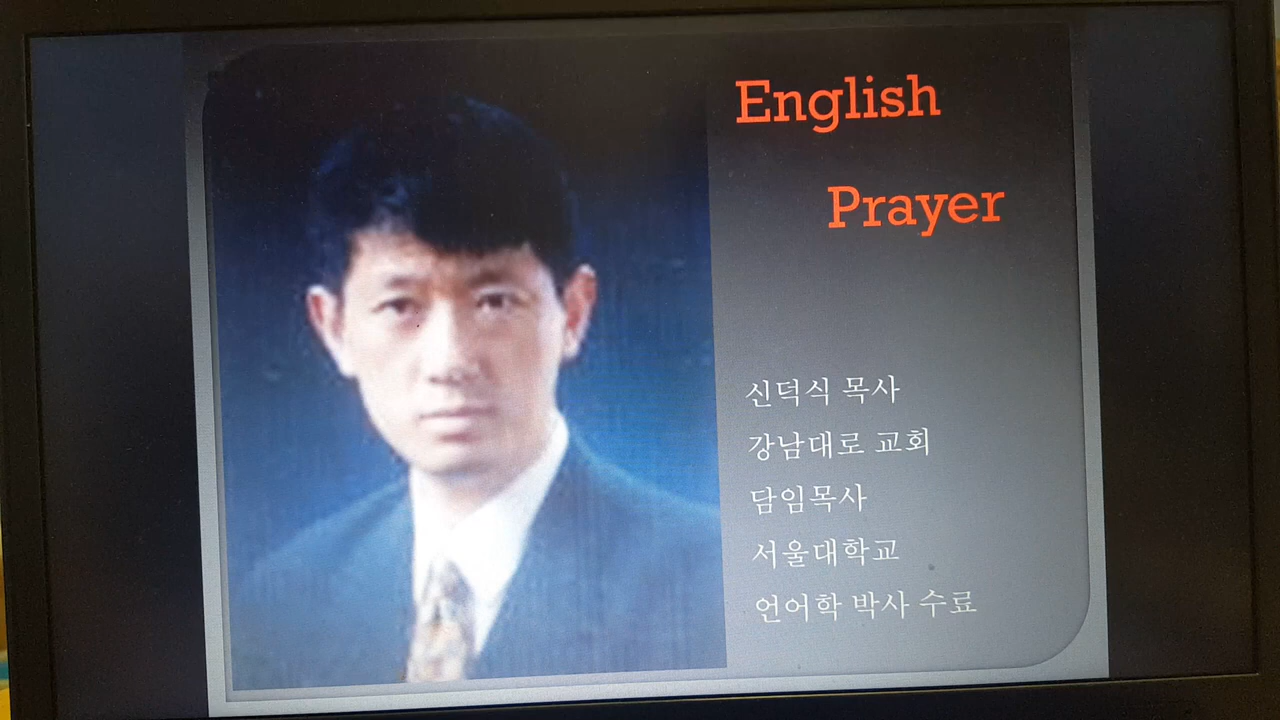 English
Prayer
신덕식 목사
강남대로 교회
담임목사
서울대학교
언어학 박사 수료